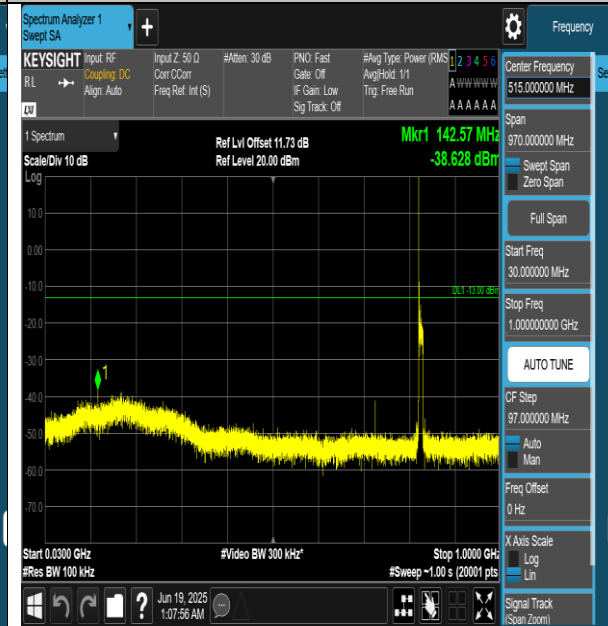 Spectrum Analyzer 1
Swept SA
+
Frequency
KEYSIGHT
RL
LXI
Input: RF
Coupling: DC
Align: Auto
Input Z: 50 Ω
Corr CCorr
Freq Ref: Int (S)
#Atten: 30 dB
PNO: Fast
Gate: Off
IF Gain: Low
Sig Track: Off
#Avg Type: Power (RMS
Avg|Hold: 1/1
Trig: Free Run
1 2 3 4 5 6
A W W W W W
A A A A A A
1 Spectrum
Scale/Div 10 dB
Log
Ref Lvl Offset 11.73 dB
Ref Level 20.00 dBm
Mkr1 142.57 MHz
-38.628 dBm
10.0
0.00
-10.0
-20.0
-30.0
-40.0
-50.0
-60.0
-70.0
DL1 -13.00 dBm
1
Start 0.0300 GHz
#Res BW 100 kHz
#Video BW 300 kHz*
Stop 1.0000 GHz
#Sweep ~1.00 s (20001 pts
Jun 19, 2025
1:07:56 AM
?
Center Frequency
515.000000 MHz
Span
970.000000 MHz
Swept Span
Zero Span
Full Span
Start Freq
30.000000 MHz
Stop Freq
1.000000000 GHz
AUTO TUNE
CF Step
97.000000 MHz
Auto
Man
Freq Offset
0 Hz
X Axis Scale
Log
Lin
Signal Track
(Span Zoom)